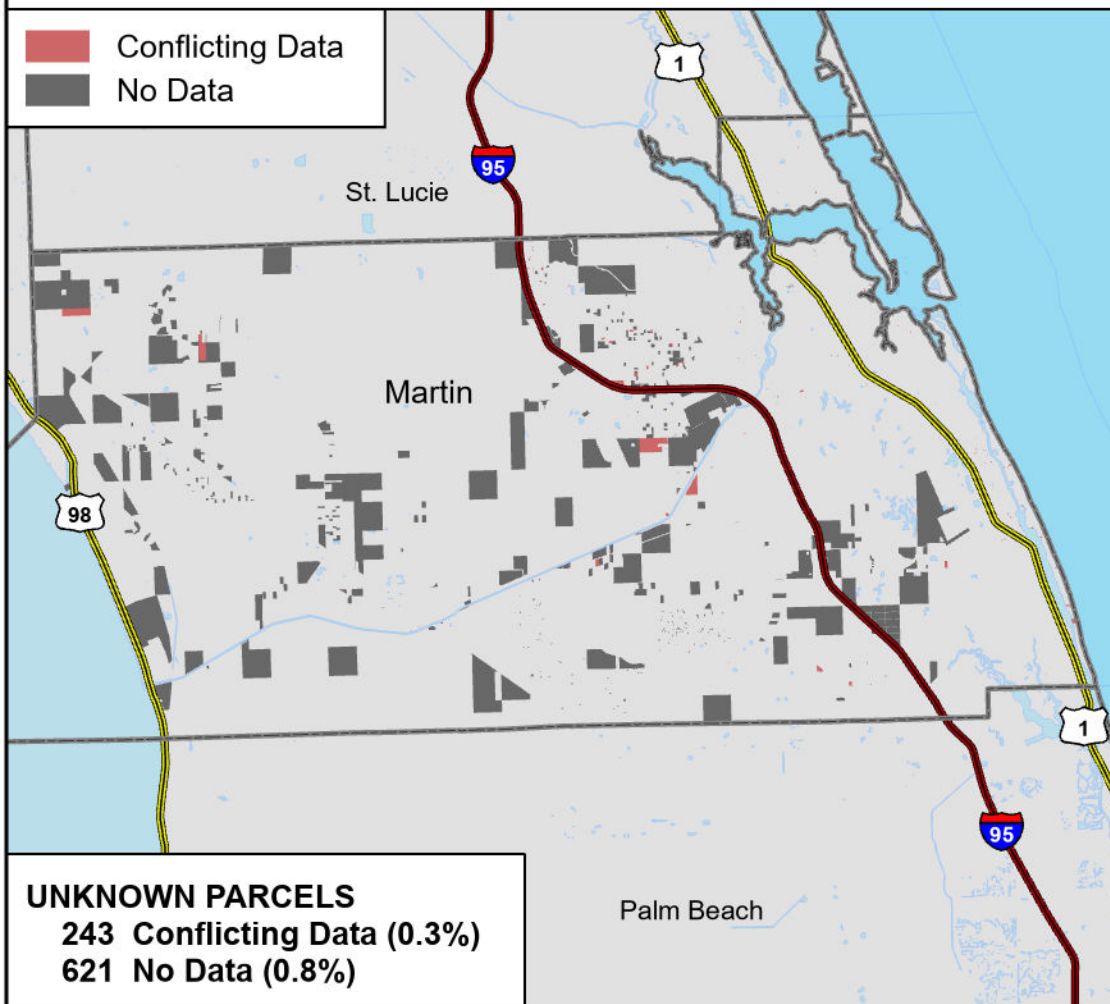 Conflicting Data
No Data
1
95
St. Lucie
Martin
98
1
95
Palm Beach
UNKNOWN PARCELS
243 Conflicting Data (0.3%)
621 No Data (0.8%)